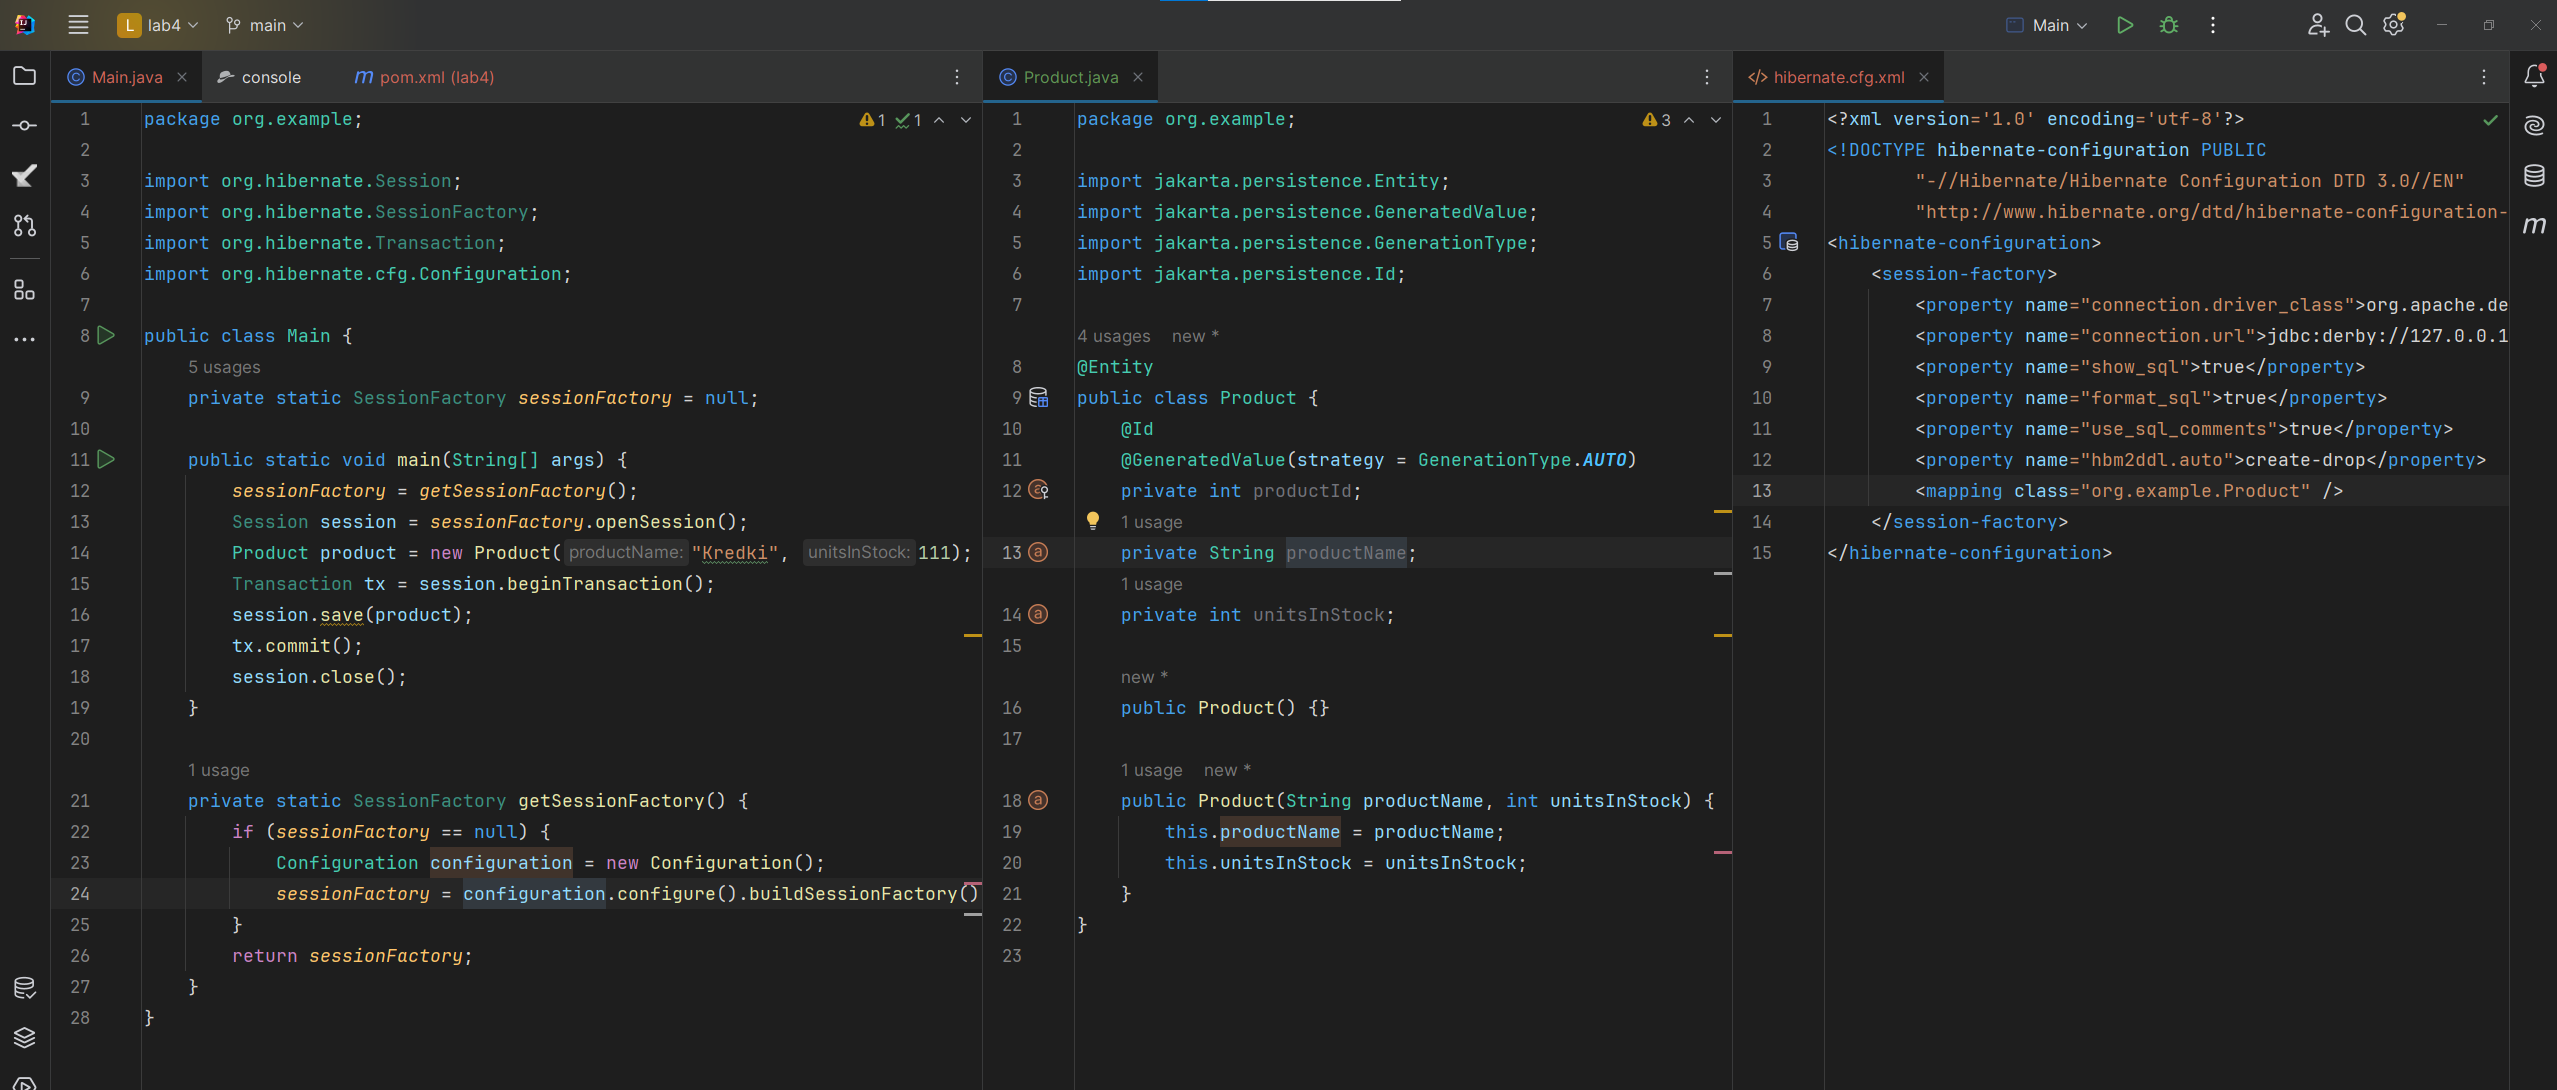 L lab4 main Main
Main.java console pom.xml (lab4)
1 package org.example; 1 1
2
3 import org.hibernate.Session;
4 import org.hibernate.SessionFactory;
5 import org.hibernate.Transaction;
6 import org.hibernate.cfg.Configuration;
7
8 public class Main {
5 usages
9 private static SessionFactory sessionFactory = null;
10
11 public static void main(String[] args) {
12 sessionFactory = getSessionFactory();
13 Session session = sessionFactory.openSession();
14 Product product = new Product( productName: "Kredki", unitsInStock: 111);
15 Transaction tx = session.beginTransaction();
16 session.save(product);
17 tx.commit();
18 session.close();
19 }
20
1 usage
21 private static SessionFactory getSessionFactory() {
22 if (sessionFactory == null) {
23 Configuration configuration = new Configuration();
24 sessionFactory = configuration.configure().buildSessionFactory()
25 }
26 return sessionFactory;
27 }
28 }
Product.java
1 package org.example; 3
2
3 import jakarta.persistence.Entity;
4 import jakarta.persistence.GeneratedValue;
5 import jakarta.persistence.GenerationType;
6 import jakarta.persistence.Id;
7
4 usages new *
8 @Entity
9 public class Product {
10 @Id
11 @GeneratedValue(strategy = GenerationType.AUTO)
12 private int productId;
1 usage
13 private String productName;
1 usage
14 private int unitsInStock;
15
new *
16 public Product() {}
17
1 usage new *
18 public Product(String productName, int unitsInStock) {
19 this.productName = productName;
20 this.unitsInStock = unitsInStock;
21 }
22 }
23
hibernate.cfg.xml
1 <?xml version='1.0' encoding='utf-8'?>
2 <!DOCTYPE hibernate-configuration PUBLIC
3 "-//Hibernate/Hibernate Configuration DTD 3.0//EN"
4 "http://www.hibernate.org/dtd/hibernate-configuration-
5 <hibernate-configuration>
6 <session-factory>
7 <property name="connection.driver_class">org.apache.de
8 <property name="connection.url">jdbc:derby://127.0.0.1
9 <property name="show_sql">true</property>
10 <property name="format_sql">true</property>
11 <property name="use_sql_comments">true</property>
12 <property name="hbm2ddl.auto">create-drop</property>
13 <mapping class="org.example.Product" />
14 </session-factory>
15 </hibernate-configuration>